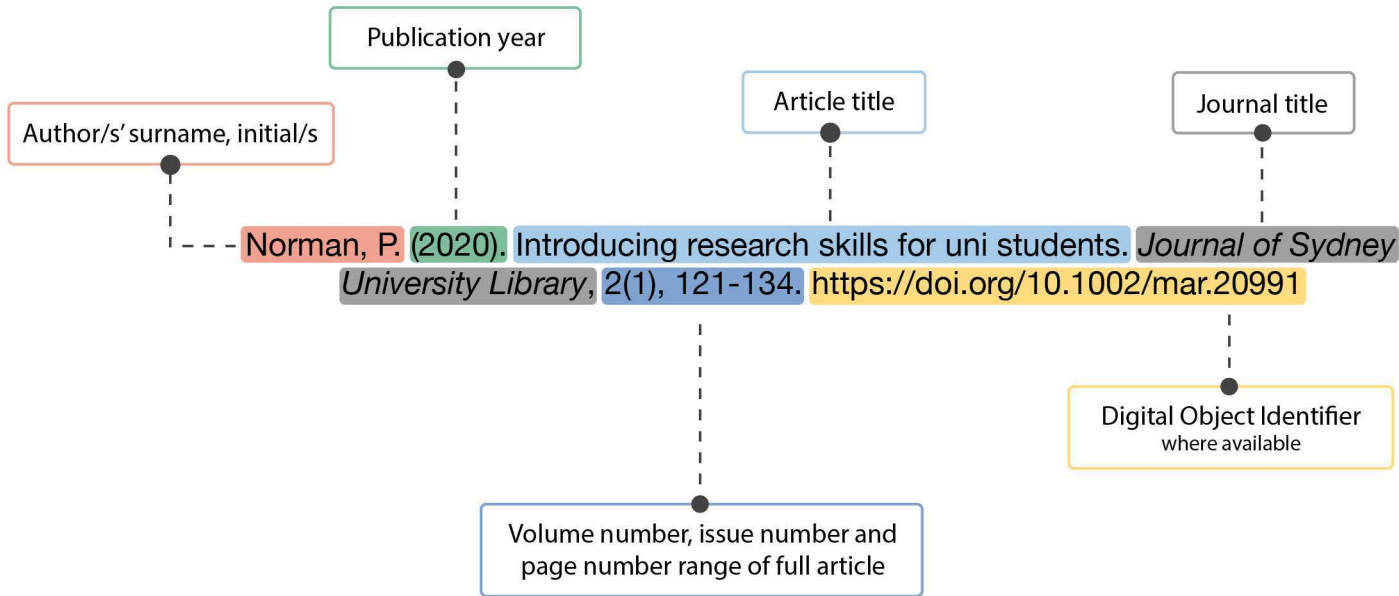 Publication year
Article title
Journal title
Author/s' surname, initial/s
Norman, P. (2020). Introducing research skills for uni students. Journal of Sydney
University Library, 2(1), 121-134. https://doi.org/10.1002/mar.20991
Digital Object Identifier
where available
Volume number, issue number and
page number range of full article